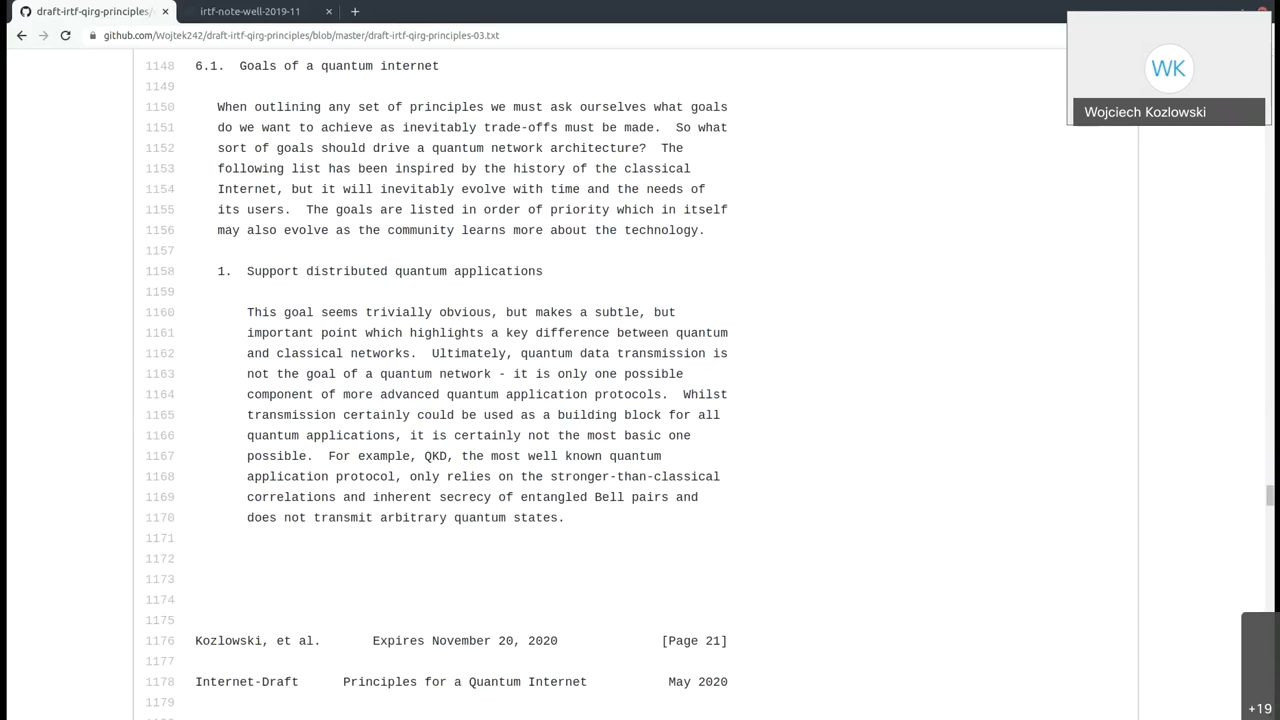 draft-irtf-qirg-principles/
irtf-note-well-2019-11
github.com/Wojtek242/draft-irtf-qirg-principles/blob/master/draft-irtf-qirg-principles-03.txt
WK
Wojciech Kozlowski
1148 6.1. Goals of a quantum internet
1149
1150 When outlining any set of principles we must ask ourselves what goals
1151 do we want to achieve as inevitably trade-offs must be made. So what
1152 sort of goals should drive a quantum network architecture? The
1153 following list has been inspired by the history of the classical
1154 Internet, but it will inevitably evolve with time and the needs of
1155 its users. The goals are listed in order of priority which in itself
1156 may also evolve as the community learns more about the technology.
1157
1158 1. Support distributed quantum applications
1159
1160 This goal seems trivially obvious, but makes a subtle, but
1161 important point which highlights a key difference between quantum
1162 and classical networks. Ultimately, quantum data transmission is
1163 not the goal of a quantum network - it is only one possible
1164 component of more advanced quantum application protocols. Whilst
1165 transmission certainly could be used as a building block for all
1166 quantum applications, it is certainly not the most basic one
1167 possible. For example, QKD, the most well known quantum
1168 application protocol, only relies on the stronger-than-classical
1169 correlations and inherent secrecy of entangled Bell pairs and
1170 does not transmit arbitrary quantum states.
1171
1172
1173
1174
1175
1176 Kozlowski, et al. Expires November 20, 2020 [Page 21]
1177
1178 Internet-Draft Principles for a Quantum Internet May 2020
1179
+19